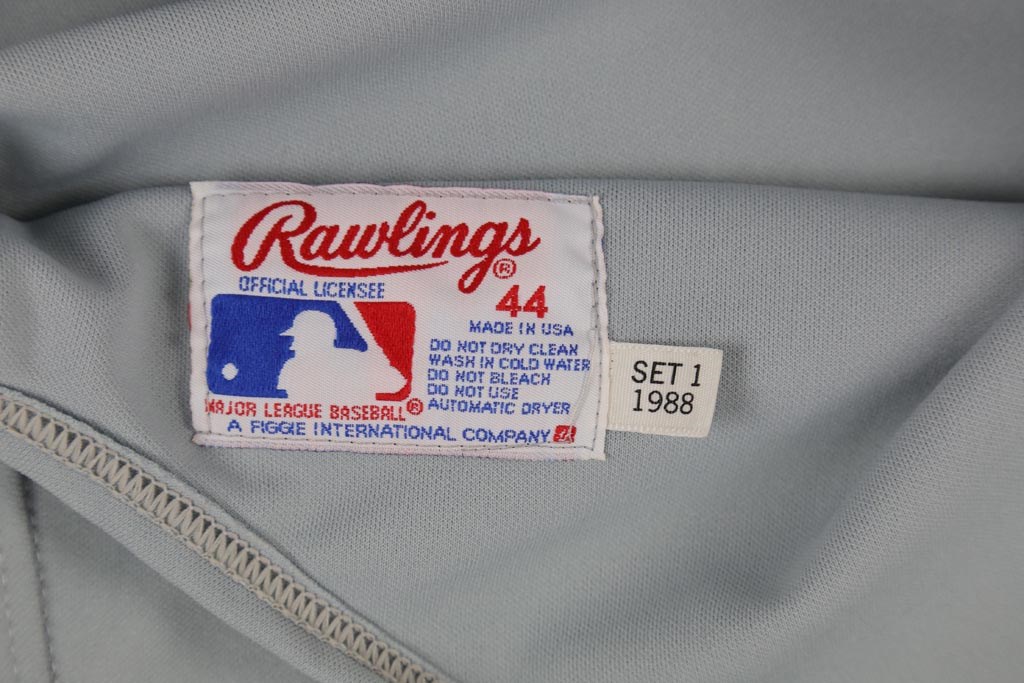 Rawlings®
OFFICIAL LICENSEE
44
MADE IN USA
DO NOT DRY CLEAN
WASH IN COLD WATER
DO NOT BLEACH
DO NOT USE
AUTOMATIC DRYER
MAJOR LEAGUE BASEBALL®
A FIGGIE INTERNATIONAL COMPANY
SET 1
1988